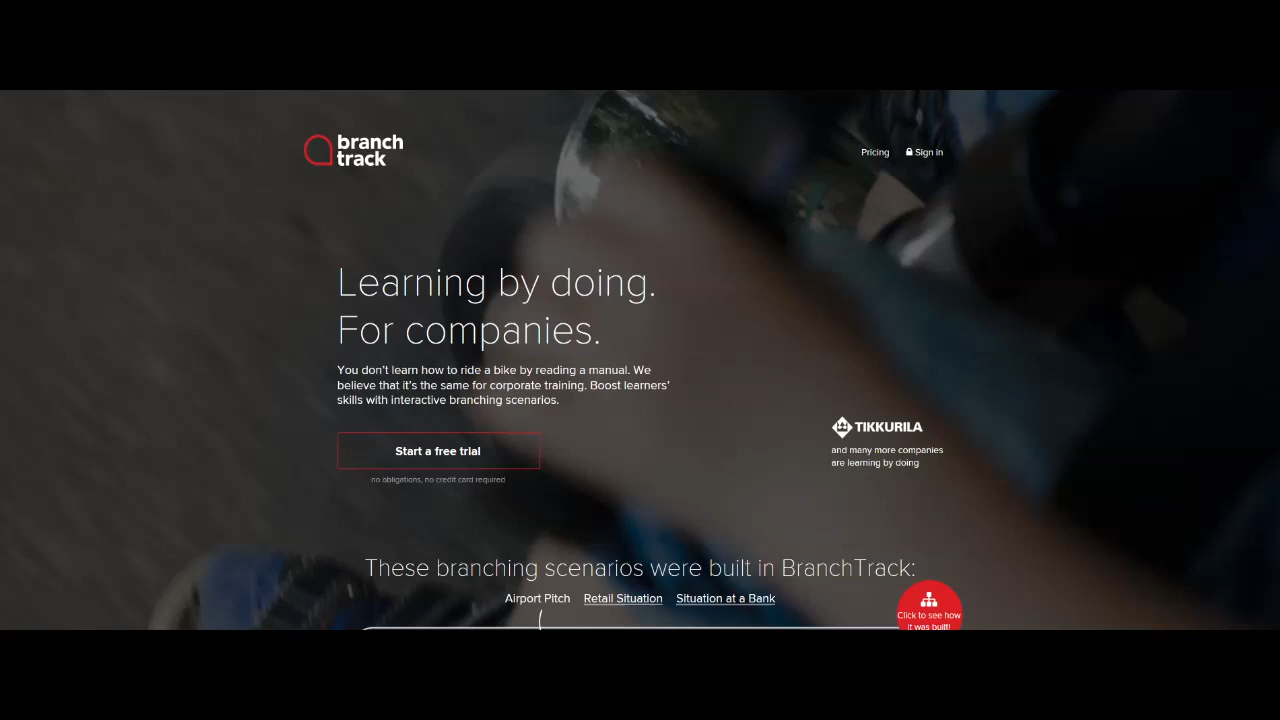 branch
track
Pricing
Sign in
Learning by doing.
For companies.
You don't learn how to ride a bike by reading a manual. We
believe that it's the same for corporate training. Boost learners'
skills with interactive branching scenarios.
Start a free trial
no obligations, no credit card required
TIKKURILA
and many more companies
are learning by doing
These branching scenarios were built in BranchTrack:
Airport Pitch Retail Situation Situation at a Bank
Click to see how
it was built!